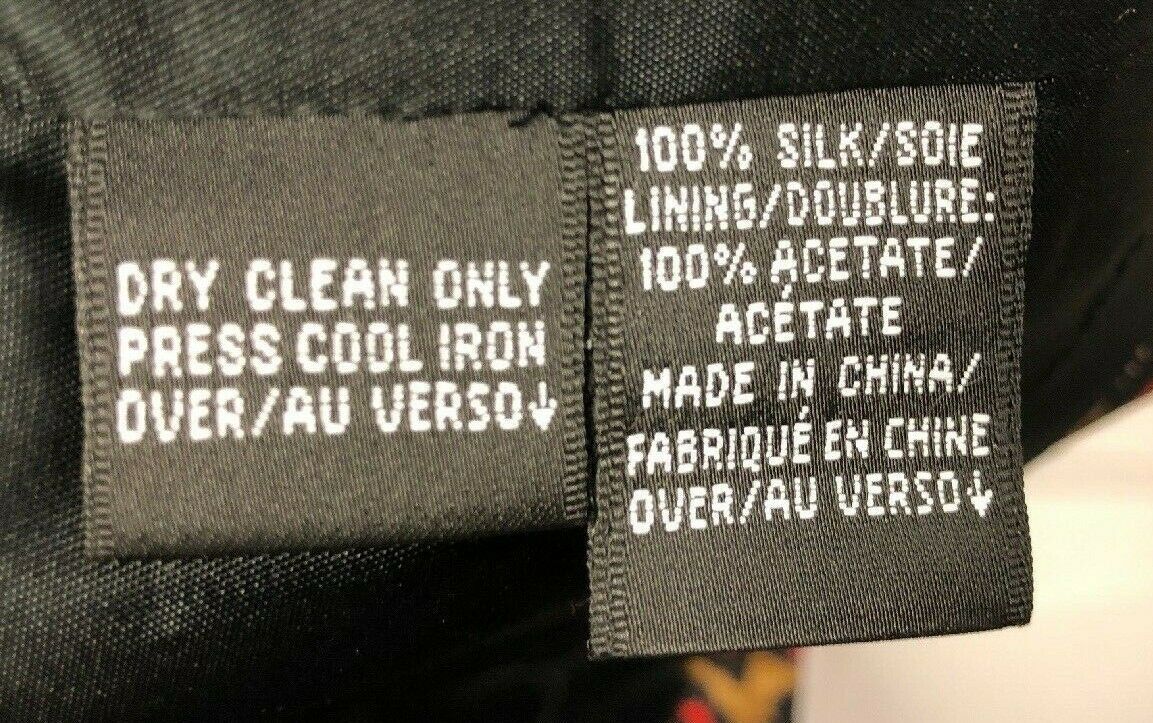 DRY CLEAN ONLY
PRESS COOL IRON
OVER/AU VERSO↓
100% SILK/SOIE
LINING/DOUBLURE:
100% ACETATE/
ACÉTATE
MADE IN CHINA/
FABRIQUÉ EN CHINE
OVER/AU VERSO↓